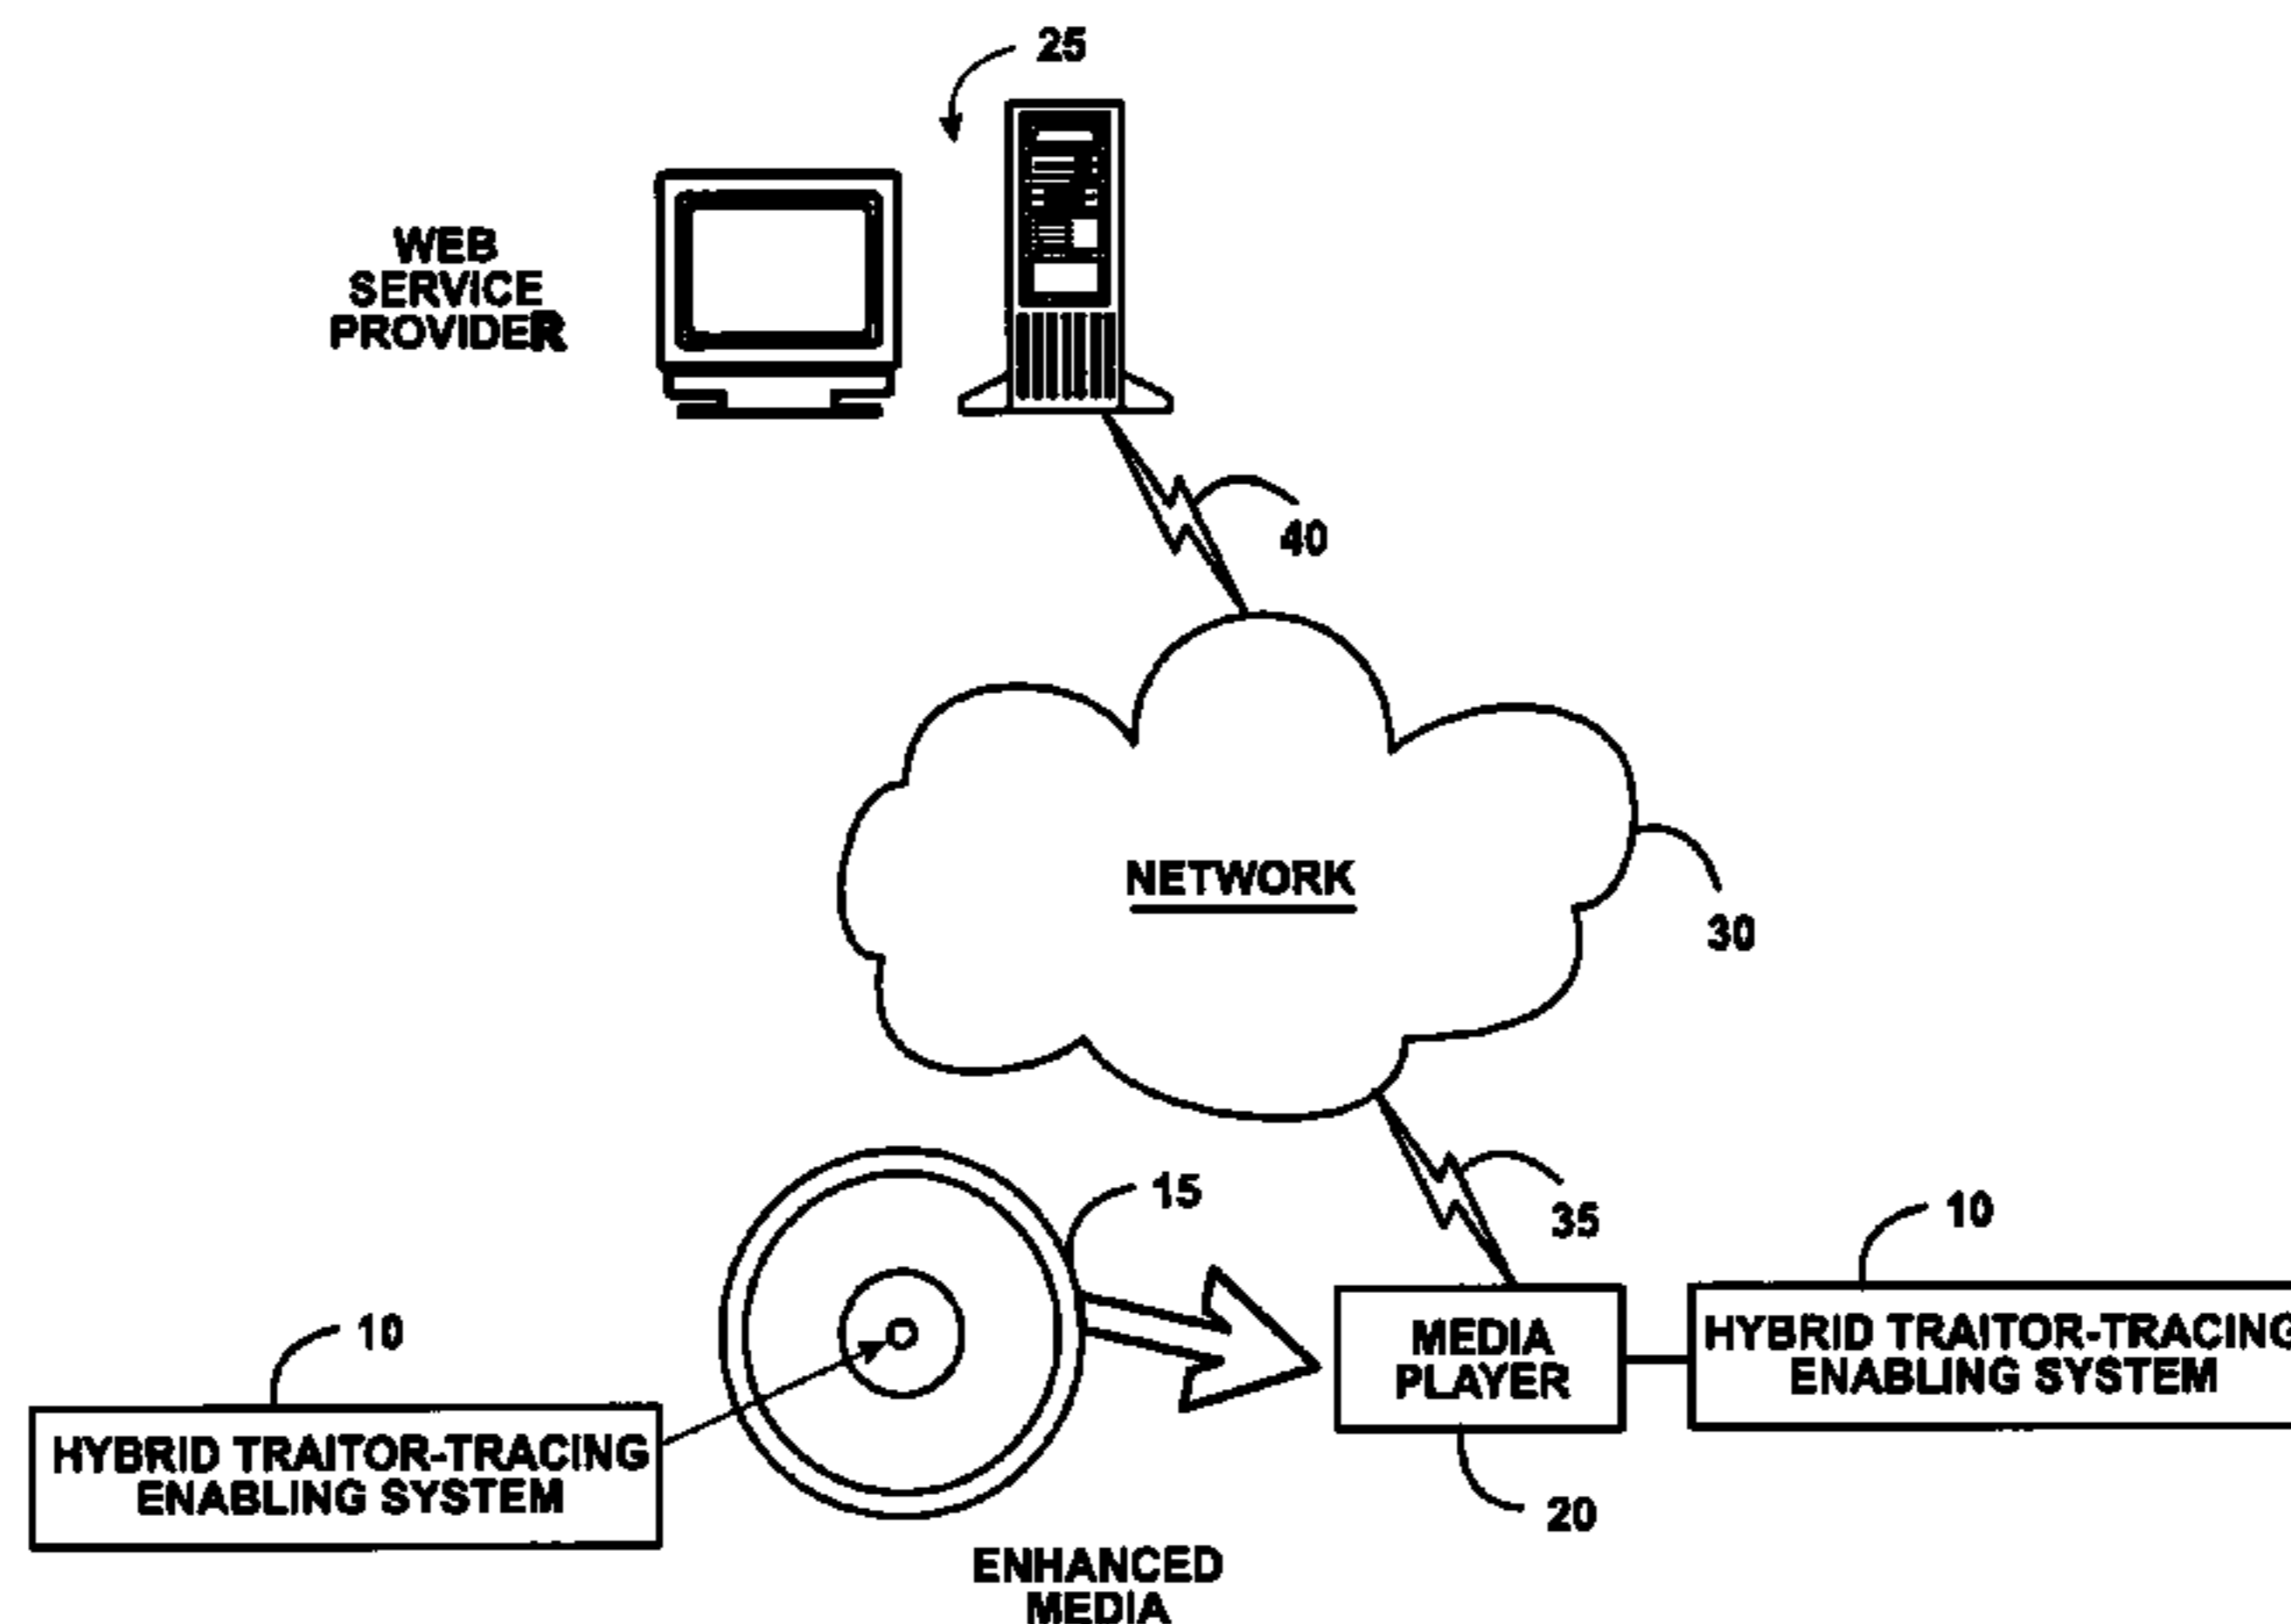 25
WEB
SERVICE
PROVIDER
40
NETWORK
30
15
35
10
10
MEDIA
PLAYER
HYBRID TRAITOR-TRACING
ENABLING SYSTEM
HYBRID TRAITOR-TRACING
ENABLING SYSTEM
20
ENHANCED
MEDIA